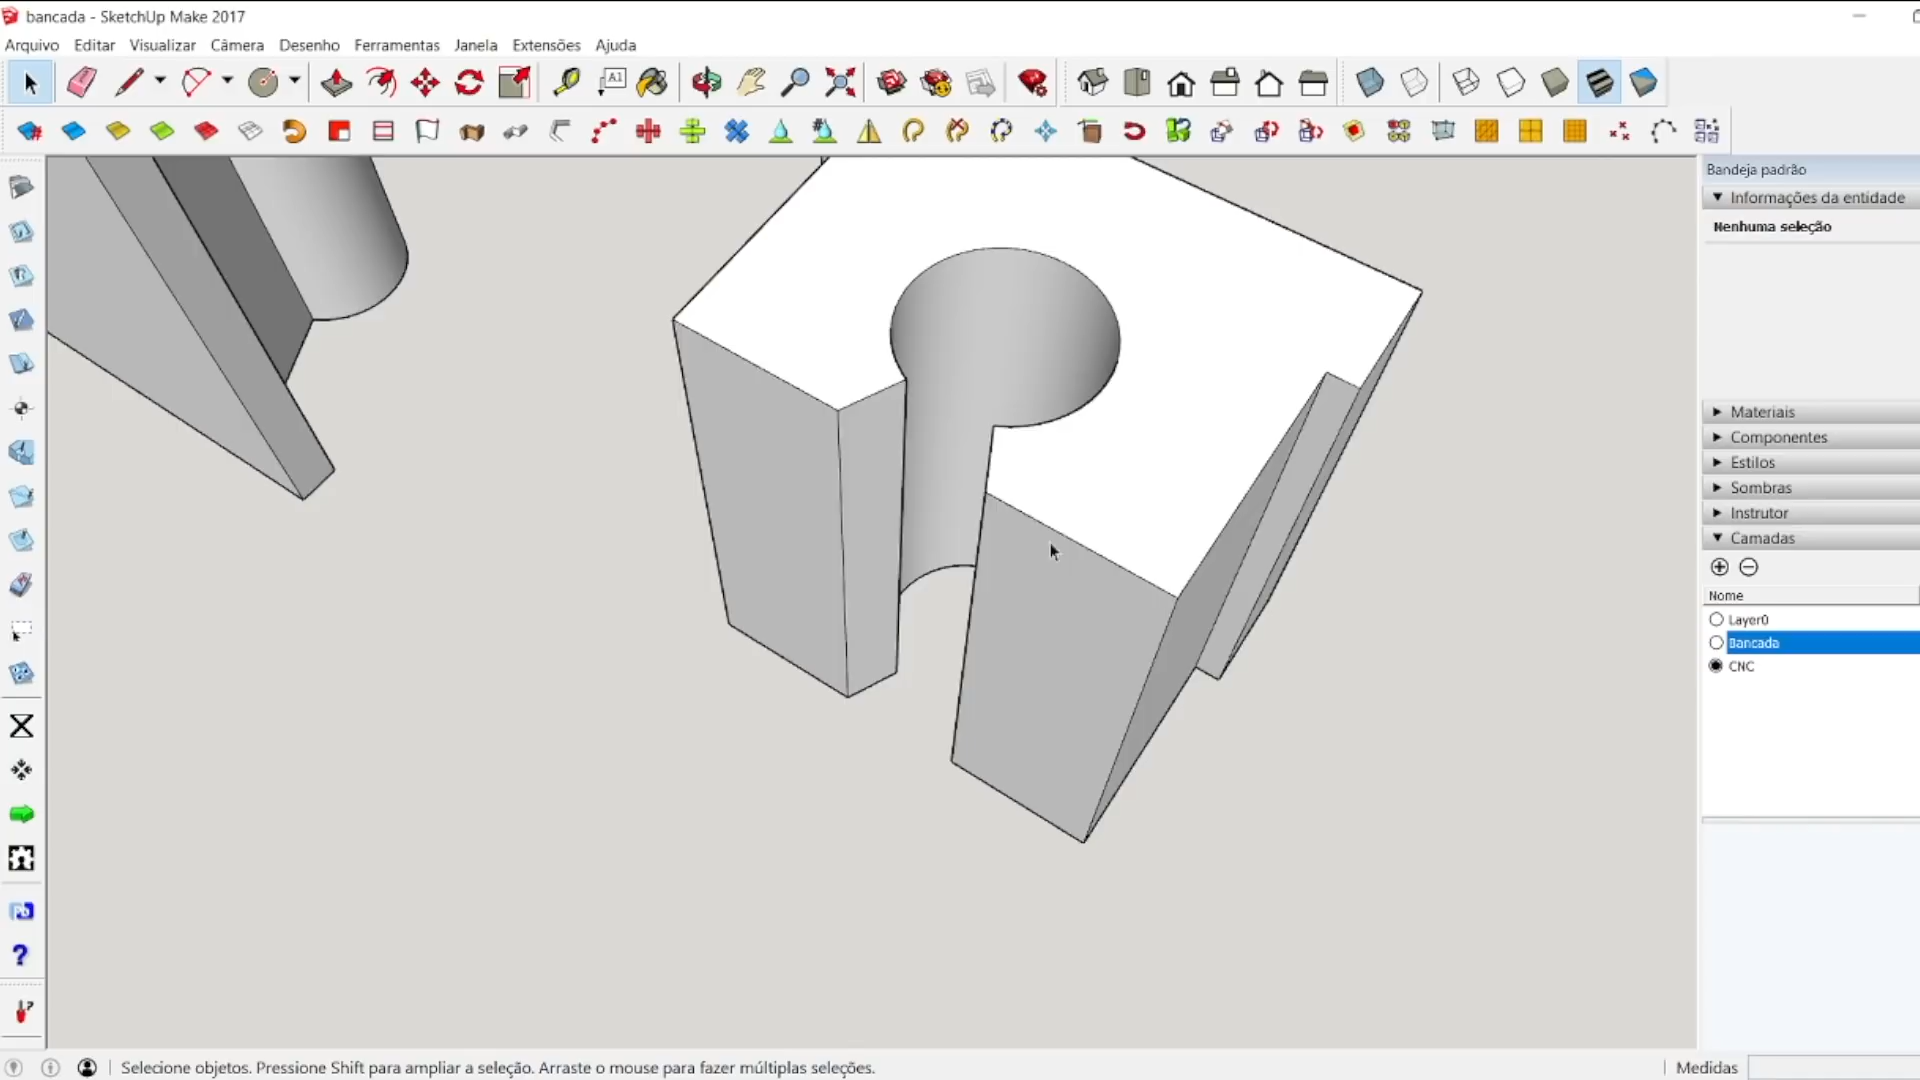 bancada - SketchUp Make 2017
Arquivo Editar Visualizar Câmera Desenho Ferramentas Janela Extensões Ajuda
A1
Bandeja padrão
Informações da entidade
Nenhuma seleção
Materiais
Componentes
Estilos
Sombras
Instrutor
Camadas
Nome
Layer0
Bancada
CNC
?
Selecione objetos. Pressione Shift para ampliar a seleção. Arraste o mouse para fazer múltiplas seleções.
Medidas